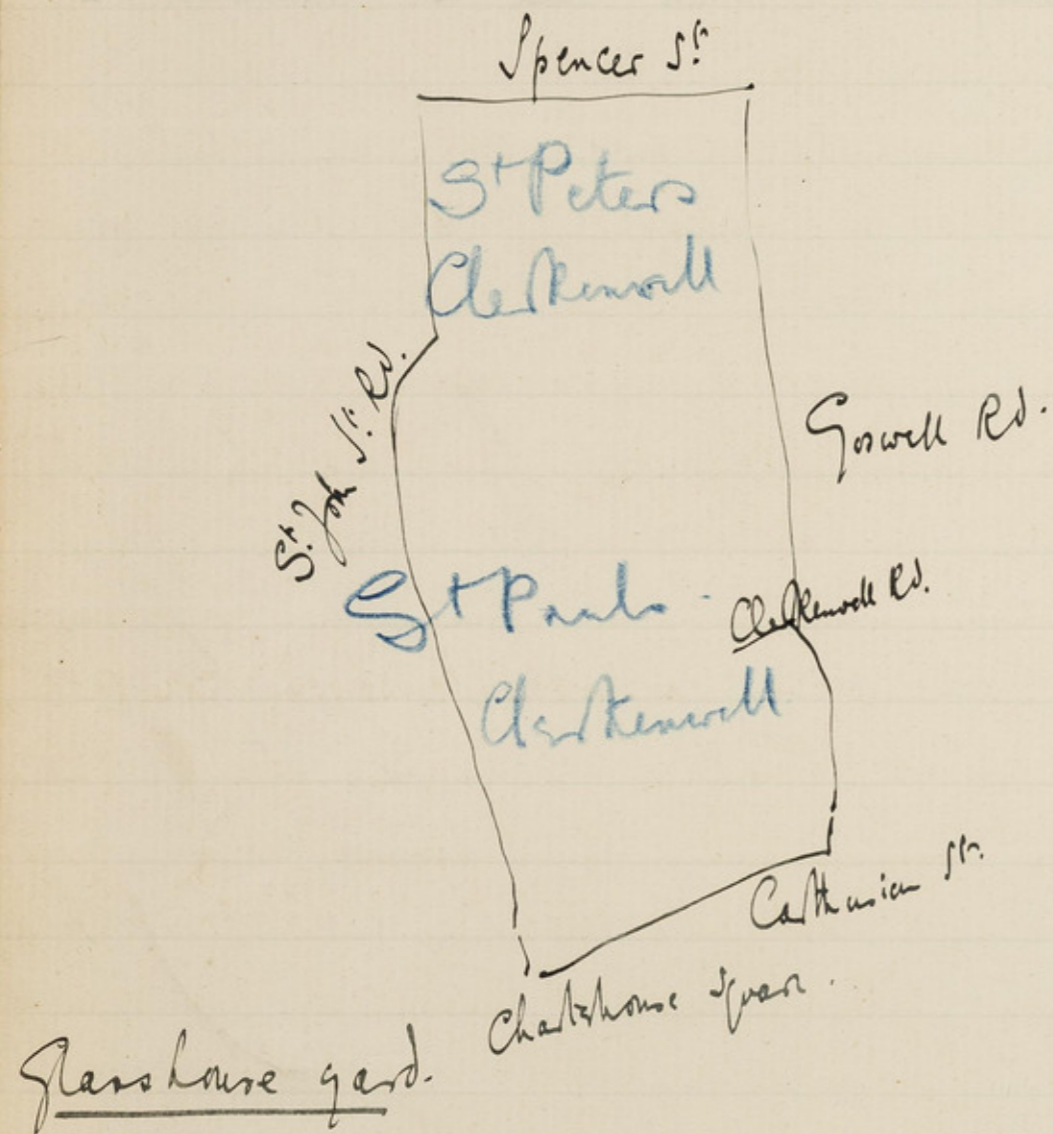 Spencer St.
St Peters
Clerkenwell
St. John St. Rd.
Goswell Rd.
St Pauls
Clerkenwell Rd.
Clerkenwell
Carthusian St.
Charterhouse Square.
Glasshouse yard.